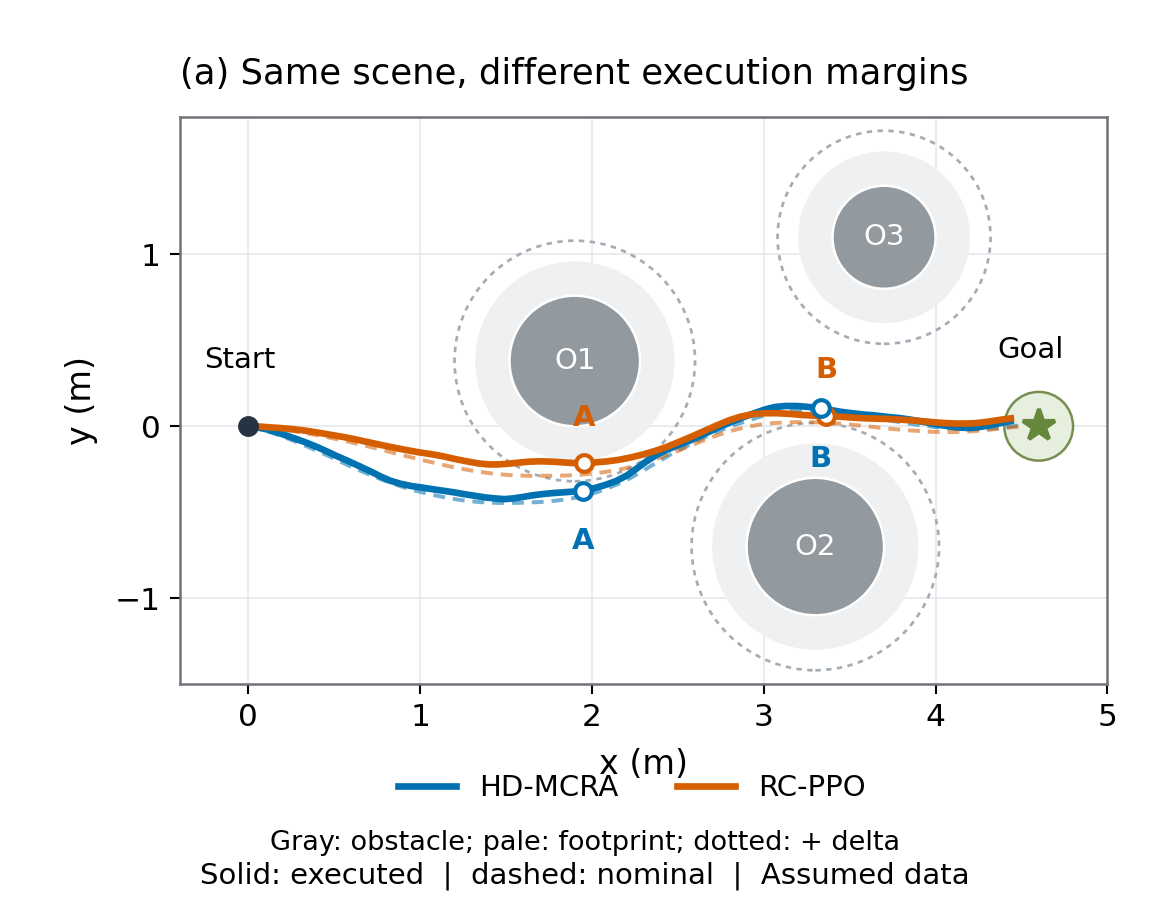 (a) Same scene, different execution margins
y (m)
1
0
−1
Start
O1
O3
Goal
B
A
B
A
O2
0
1
2
3
4
5
x (m)
HD-MCRA
RC-PPO
Gray: obstacle; pale: footprint; dotted: + delta
Solid: executed | dashed: nominal | Assumed data